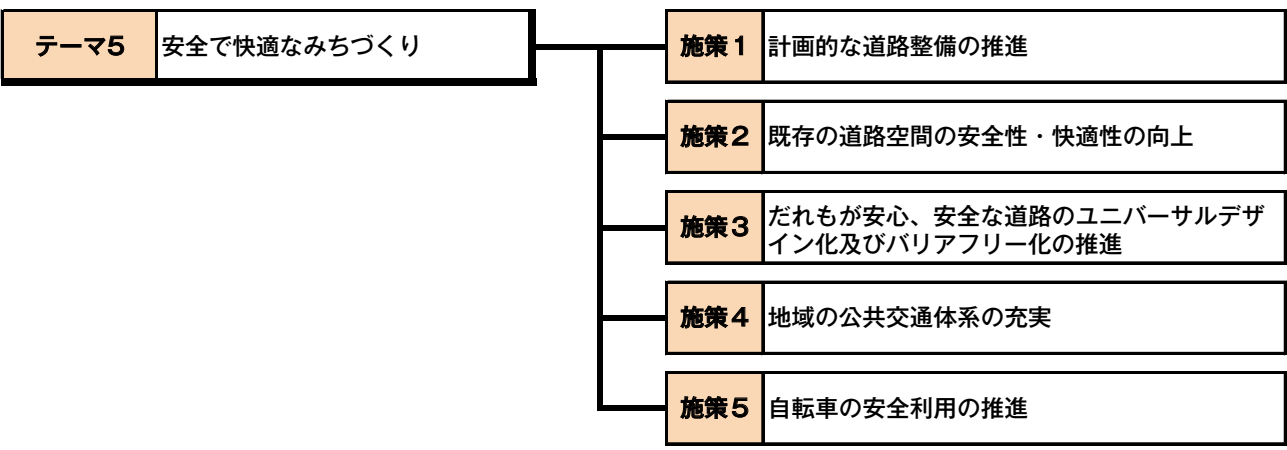 テーマ5 安全で快適なみちづくり
施策1 計画的な道路整備の推進
施策2 既存の道路空間の安全性・快適性の向上
施策3 だれもが安心、安全な道路のユニバーサルデザ
イン化及びバリアフリー化の推進
施策4 地域の公共交通体系の充実
施策5 自転車の安全利用の推進